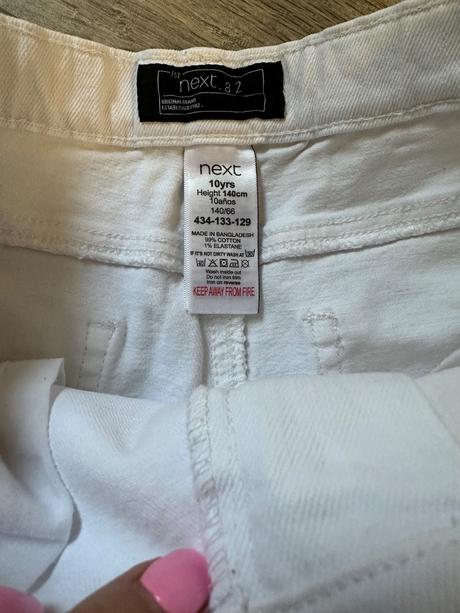 next.82
ORIGINAL BRAND
ESTABLISHED 1982.
next
10yrs
Height 140cm
10años
140/66
434-133-129
MADE IN BANGLADESH
99% COTTON
1% ELASTANE
IF IT'S NOT DIRTY WASH AT
Wash inside out
Do not iron trim
Iron on reverse
KEEP AWAY FROM FIRE